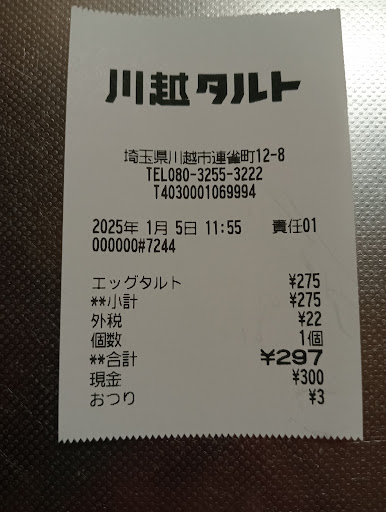 川越タルト
埼玉県川越市連雀町12-8
TEL080-3255-3222
T4030001069994
2025年 1月 5日 11:55 責任01
000000#7244
エッグタルト ¥275
**小計 ¥275
外税 ¥22
個数 1個
**合計 ¥297
現金 ¥300
おつり ¥3